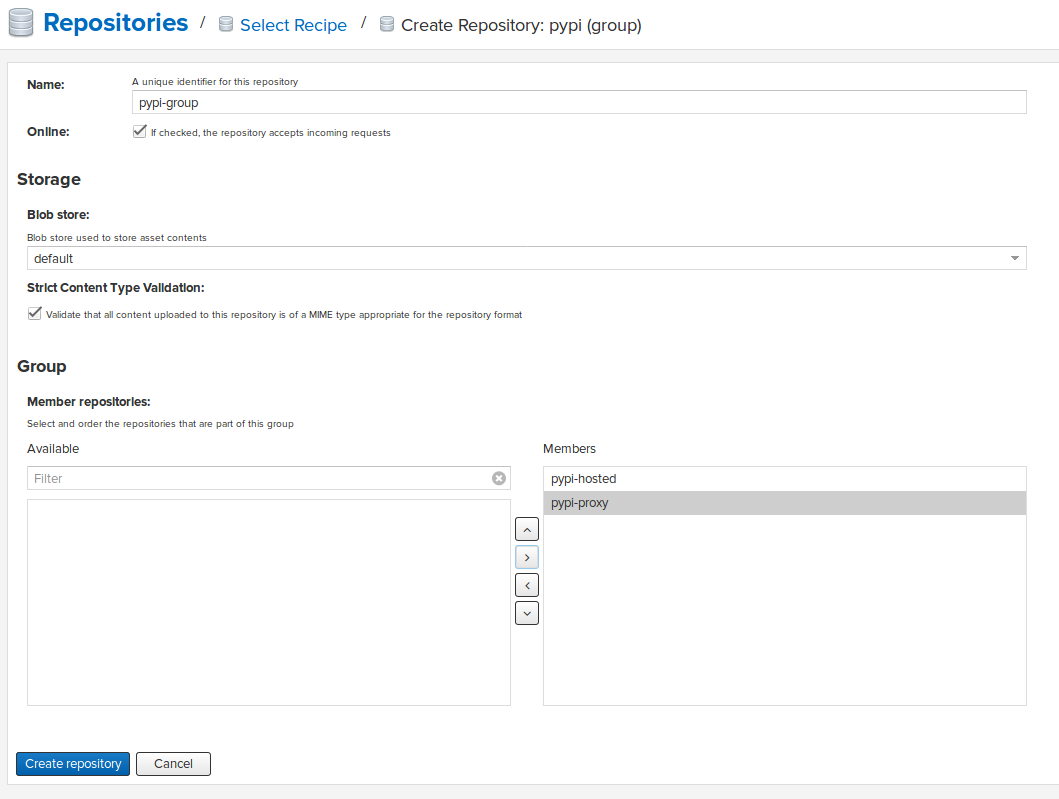 Repositories / Select Recipe / Create Repository: pypi (group)
Name:
A unique identifier for this repository
pypi-group
Online:
If checked, the repository accepts incoming requests
Storage
Blob store:
Blob store used to store asset contents
default
Strict Content Type Validation:
Validate that all content uploaded to this repository is of a MIME type appropriate for the repository format
Group
Member repositories:
Select and order the repositories that are part of this group
Available
Filter
Members
pypi-hosted
pypi-proxy
Create repository
Cancel